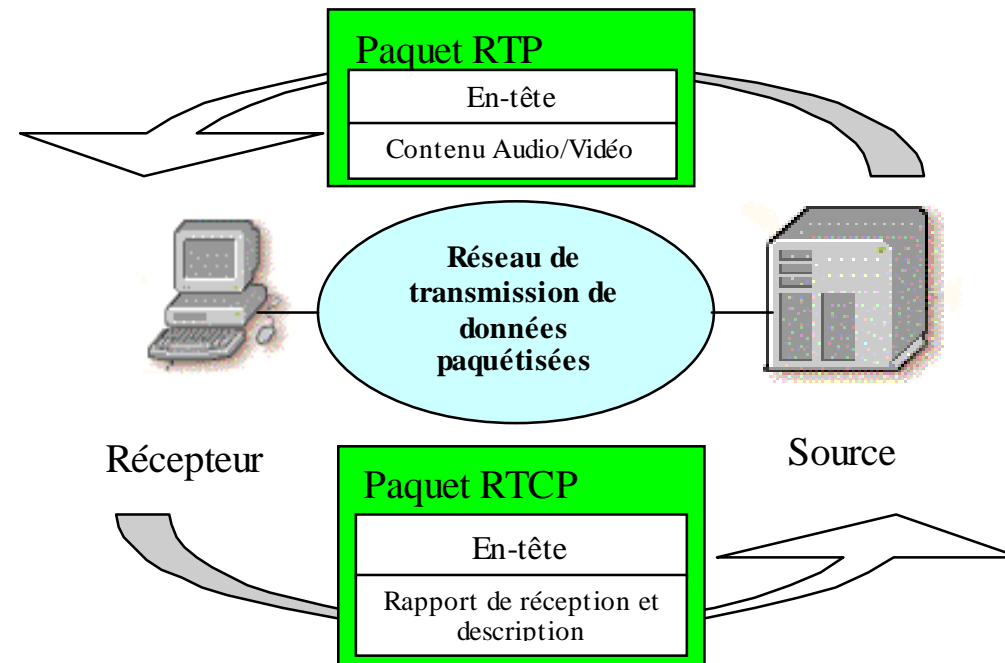 Paquet RTP
En-tête
Contenu Audio/Vidéo
Réseau de
transmission de
données
paquétisées
Récepteur
Source
Paquet RTCP
En-tête
Rapport de réception et
description